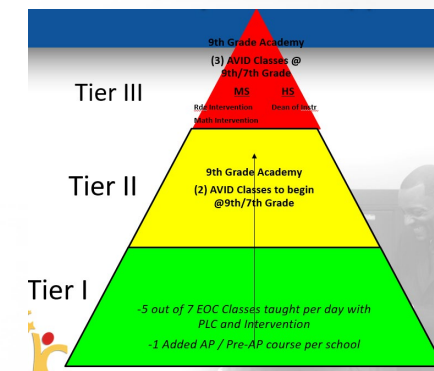 9th Grade Academy
(3) AVID Classes @
9th/7th Grade
MS HS
Rdg Intervention Dean of Instr
Math Intervention
Tier III
9th Grade Academy
(2) AVID Classes to begin
@9th/7th Grade
Tier II
Tier I
-5 out of 7 EOC Classes taught per day with
PLC and Intervention
-1 Added AP / Pre-AP course per school